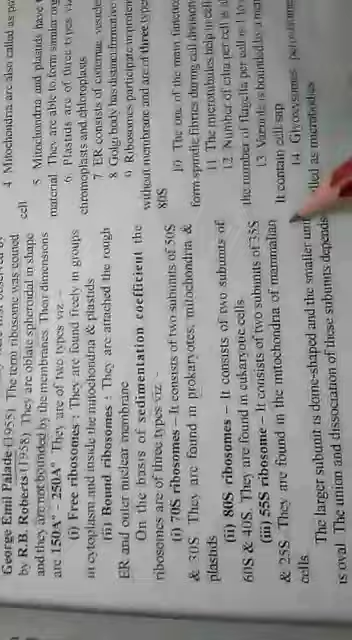 George Emil Palade (1955) The term ribosome was coined
by R.B. Roberts (1958) They are oblate spheroidal in shape
and they are not bounded by the membranes Their dimensions
are 150A° – 250A° They are of two types viz –
(i) Free ribosomes : They are found freely in groups
in cytoplasm and inside the mitochondria & plastids
(ii) Bound ribosomes : They are attached the rough
ER and outer nuclear membrane
On the basis of sedimentation coefficient the
ribosomes are of three types viz –
(i) 70S ribosomes – It consists of two subunits of 50S
& 30S They are found in prokaryotes, mitochondria &
plastids
(ii) 80S ribosomes – It consists of two subunits of
60S & 40S. They are found in eukaryotic cells
(iii) 55S ribosome – It consists of two subunits of 35S
& 25S They are found in the mitochondria of mammalian
cells.
The larger subunit is dome-shaped and the smaller
is oval The union and dissociation of these subunits depends
4 Mitochondria are also called as
cell
5 Mitochondria and plastids have
material They are able to form similar
6 Plastids are of three types
chromoplasts and chloroplasts
7 ER consists of cisternae, vesicles
8 Golgi body has distinct
9 Ribosomes participate in
without membrane and are of three types
80S
10 The one of the main
form spindle fibrles during cell division
11 The microtubules help in cell
12 Number of cilia per cell is
the number of flagella per cell is 1 to
13 Vacuole is bounded by a
It contain cell sap
14 Glyoxysomes
as microbodies